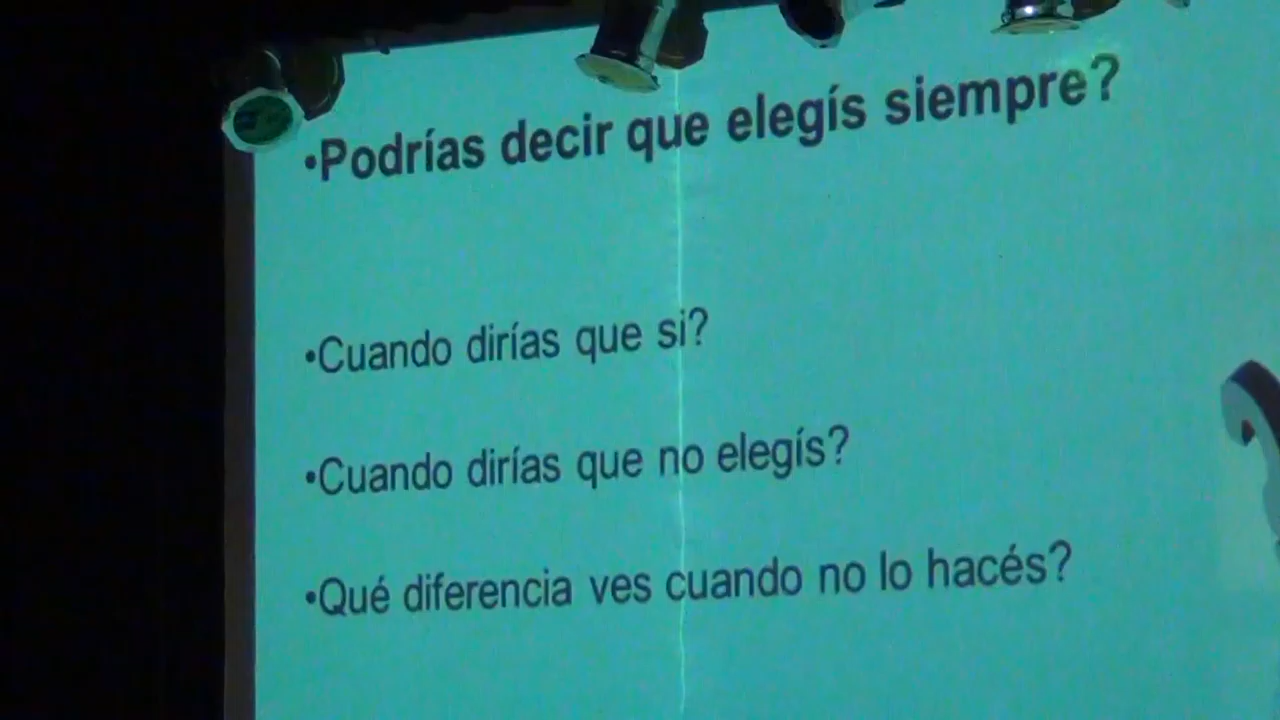 •Podrías decir que elegís siempre?
•Cuando dirías que si?
•Cuando dirías que no elegís?
•Qué diferencia ves cuando no lo hacés?